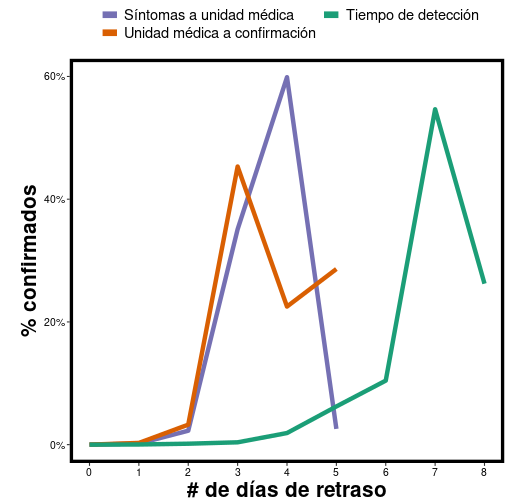 Síntomas a unidad médica
Tiempo de detección
Unidad médica a confirmación
60%
40%
20%
0%
% confirmados
0 1 2 3 4 5 6 7 8
# de días de retraso